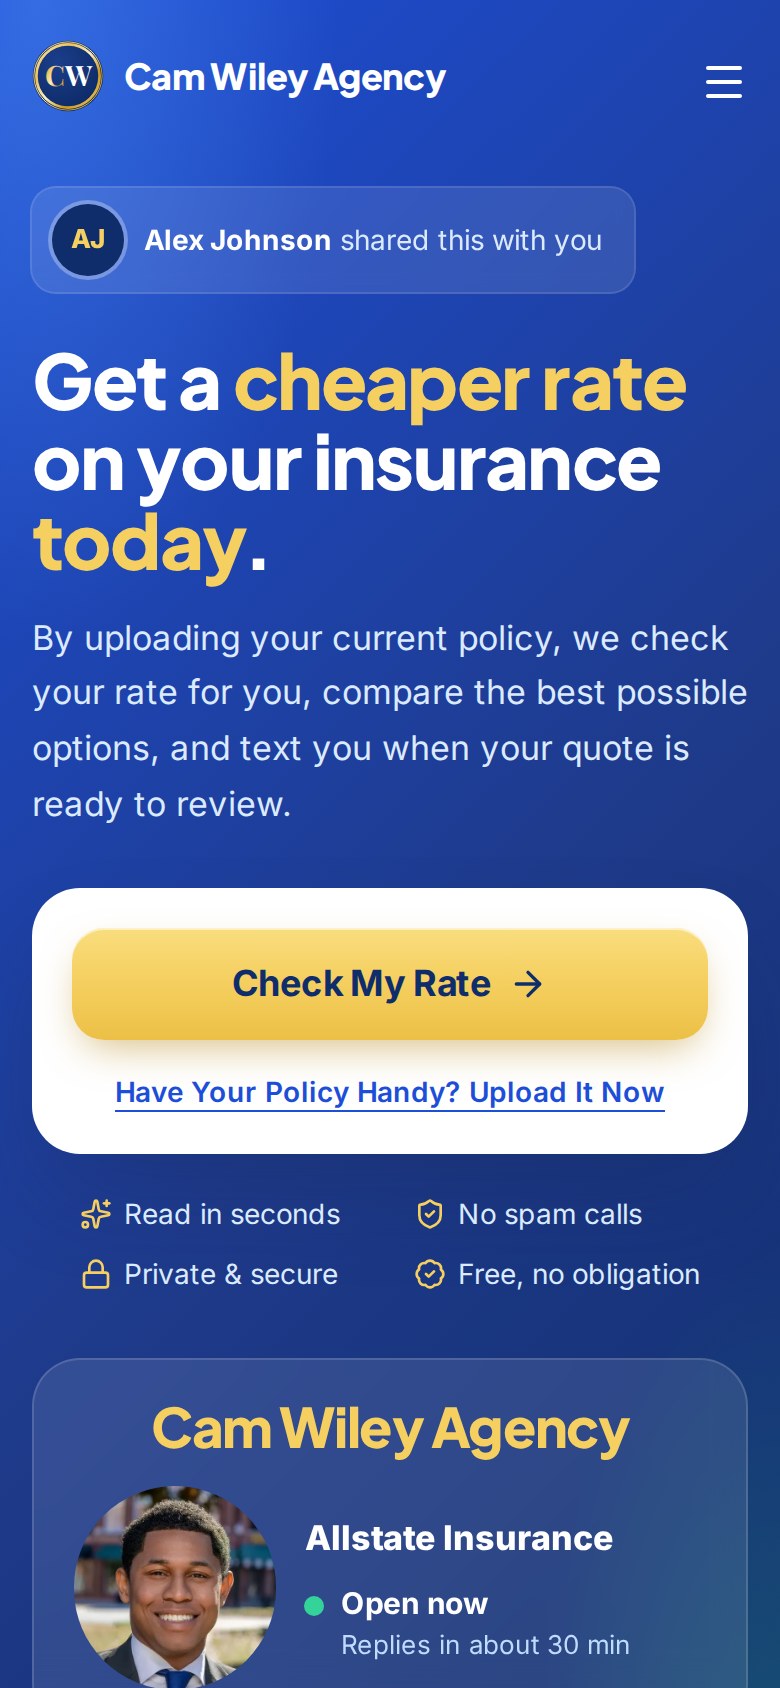 CW
Cam Wiley Agency
AJ
Alex Johnson shared this with you
Get a cheaper rate
on your insurance
today.
By uploading your current policy, we check
your rate for you, compare the best possible
options, and text you when your quote is
ready to review.
Check My Rate →
Have Your Policy Handy? Upload It Now
Read in seconds
No spam calls
Private & secure
Free, no obligation
Cam Wiley Agency
Allstate Insurance
Open now
Replies in about 30 min